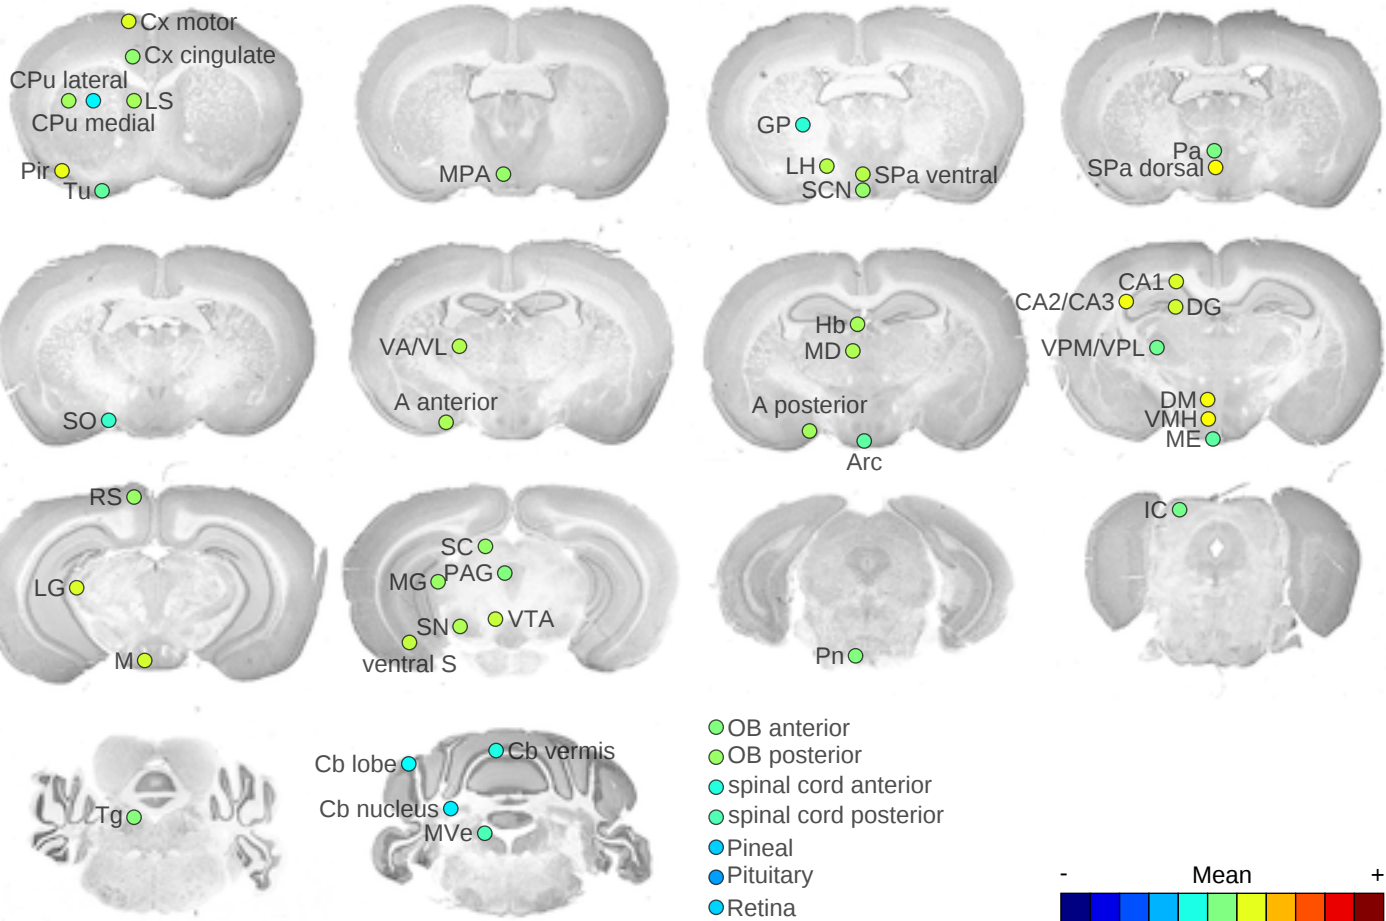 Cx motor
Cx cingulate
CPu lateral
LS
CPu medial
Pir
Tu
MPA
GP
LH
SPa ventral
SCN
Pa
SPa dorsal
SO
VA/VL
A anterior
Hb
MD
A posterior
Arc
CA1
CA2/CA3
DG
VPM/VPL
DM
VMH
ME
RS
LG
M
SC
MG
PAG
SN
VTA
ventral S
Pn
IC
Tg
Cb lobe
Cb vermis
Cb nucleus
MVe
OB anterior
OB posterior
spinal cord anterior
spinal cord posterior
Pineal
Pituitary
Retina
- Mean +